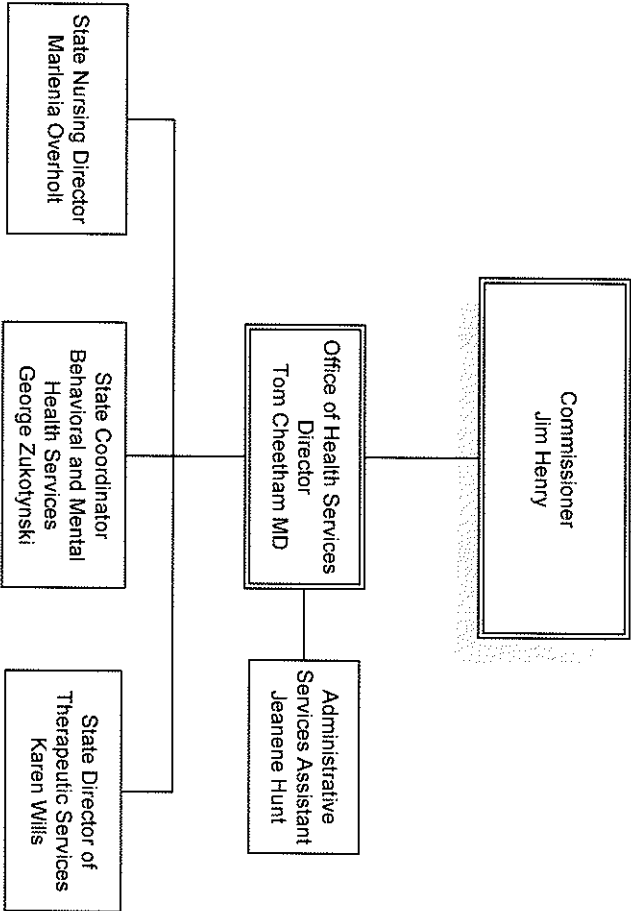 Commissioner
Jim Henry
Office of Health Services
Director
Tom Cheetham MD
Administrative
Services Assistant
Jeanene Hunt
State Nursing Director
Marlenia Overholt
State Coordinator
Behavioral and Mental
Health Services
George Zukotynski
State Director of
Therapeutic Services
Karen Wills